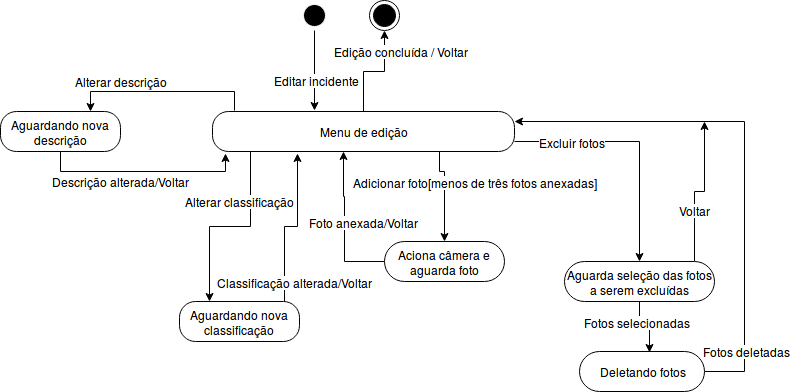 Edição concluída / Voltar
Editar incidente
Alterar descrição
Aguardando nova
descrição
Menu de edição
Excluir fotos
Descrição alterada/Voltar
Adicionar foto[menos de três fotos anexadas]
Alterar classificação
Foto anexada/Voltar
Voltar
Aciona câmera e
aguarda foto
Classificação alterada/Voltar
Aguarda seleção das fotos
a serem excluídas
Aguardando nova
classificação
Fotos selecionadas
Fotos deletadas
Deletando fotos